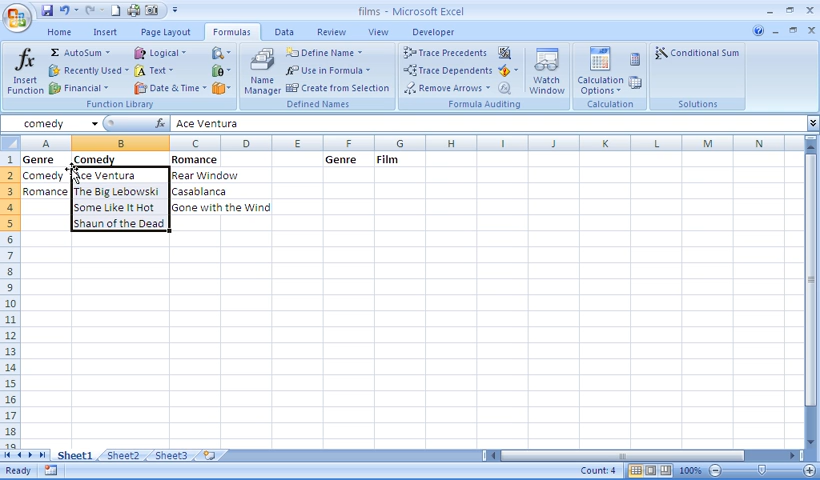 films - Microsoft Excel
Home Insert Page Layout Formulas Data Review View Developer
Insert Function
AutoSum Recently Used Financial
Logical Text Date & Time
Function Library
Name Manager
Define Name Use in Formula Create from Selection
Defined Names
Trace Precedents Trace Dependents Remove Arrows
Formula Auditing
Watch Window
Calculation Options
Calculation
Conditional Sum
Solutions
comedy fx Ace Ventura
A B C D E F G H I J K L M N
1 Genre Comedy Romance Genre Film
2 Comedy Ace Ventura Rear Window
3 Romance The Big Lebowski Casablanca
4 Some Like It Hot Gone with the Wind
5 Shaun of the Dead
6
7
8
9
10
11
12
13
14
15
16
17
18
19
Sheet1 Sheet2 Sheet3
Ready Count: 4 100%